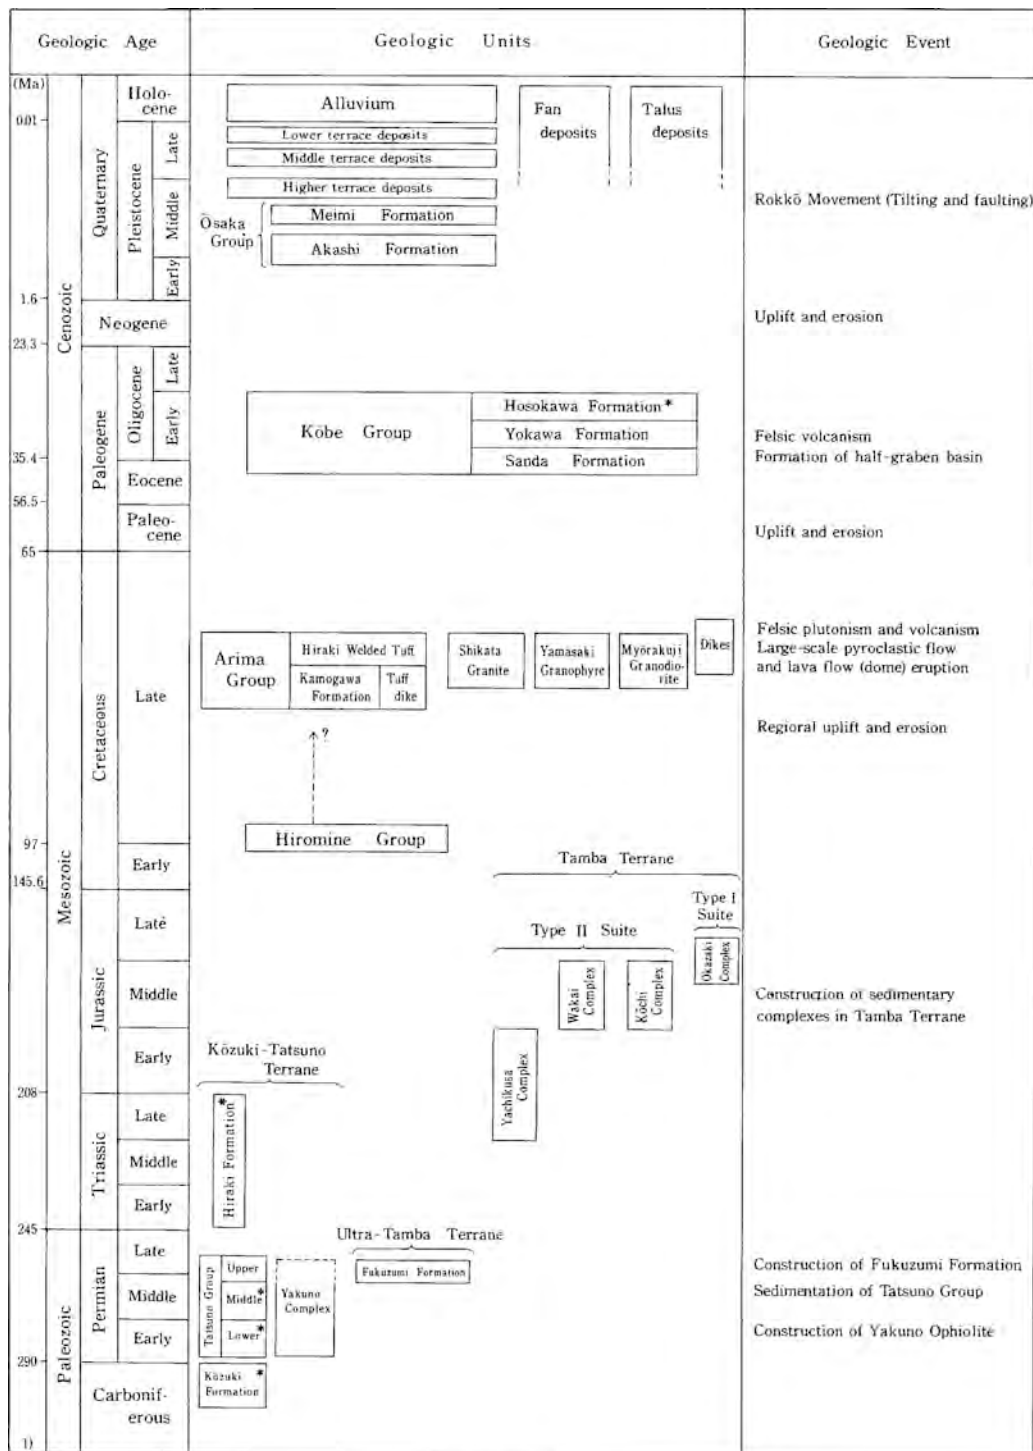 Geologic Age
Geologic Units
Geologic Event
(Ma)
0.01
1.6
23.3
35.4
56.5
65
97
145.6
208
245
290
1)
Cenozoic
Mesozoic
Paleozoic
Quaternary
Neogene
Paleogene
Cretaceous
Jurassic
Triassic
Permian
Carbonif-
erous
Holo-
cene
Pleistocene
Late
Middle
Early
Oligocene
Late
Early
Eocene
Paleo-
cene
Late
Early
Laté
Middle
Early
Late
Middle
Early
Late
Middle
Early
Alluvium
Lower terrace deposits
Middle terrace deposits
Higher terrace deposits
Ōsaka
Group
Meimi Formation
Akashi Formation
Fan
deposits
Talus
deposits
Kōbe Group
Hosokawa Formation*
Yokawa Formation
Sanda Formation
Arima
Group
Hiraki Welded Tuff
Kamogawa
Formation
Tuff
dike
Shikata
Granite
Yamasaki
Granophyre
Myōrakuji
Granodio-
rite
Dikes
?
Hiromine Group
Tamba Terrane
Type I
Suite
Type II Suite
Okazaki
Complex
Wakai
Complex
Kōchi
Complex
Yachikusa
Complex
Kōzuki-Tatsuno
Terrane
Hiraki Formation*
Ultra-Tamba Terrane
Fukuzumi Formation
Tatsuno Group
Upper
Middle*
Lower*
Yakuno
Complex
Kōzuki *
Formation
Rokkō Movement (Tilting and faulting)
Uplift and erosion
Felsic volcanism
Formation of half-graben basin
Uplift and erosion
Felsic plutonism and volcanism
Large-scale pyroclastic flow
and lava flow (dome) eruption
Regioral uplift and erosion
Construction of sedimentary
complexes in Tamba Terrane
Construction of Fukuzumi Formation
Sedimentation of Tatsuno Group
Construction of Yakuno Ophiolite